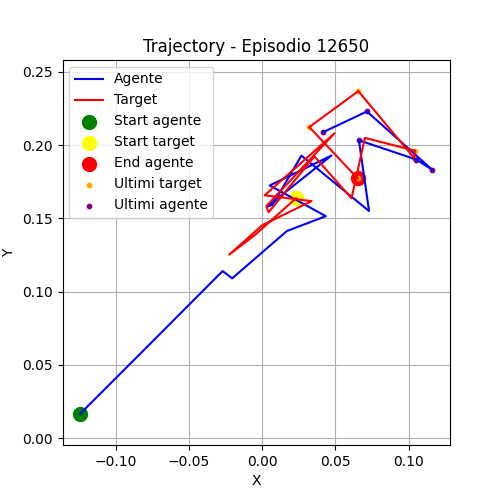 Trajectory - Episodio 12650
Agente
Target
Start agente
Start target
End agente
Ultimi target
Ultimi agente
0.25
0.20
0.15
0.10
0.05
0.00
Y
−0.10
−0.05
0.00
0.05
0.10
X